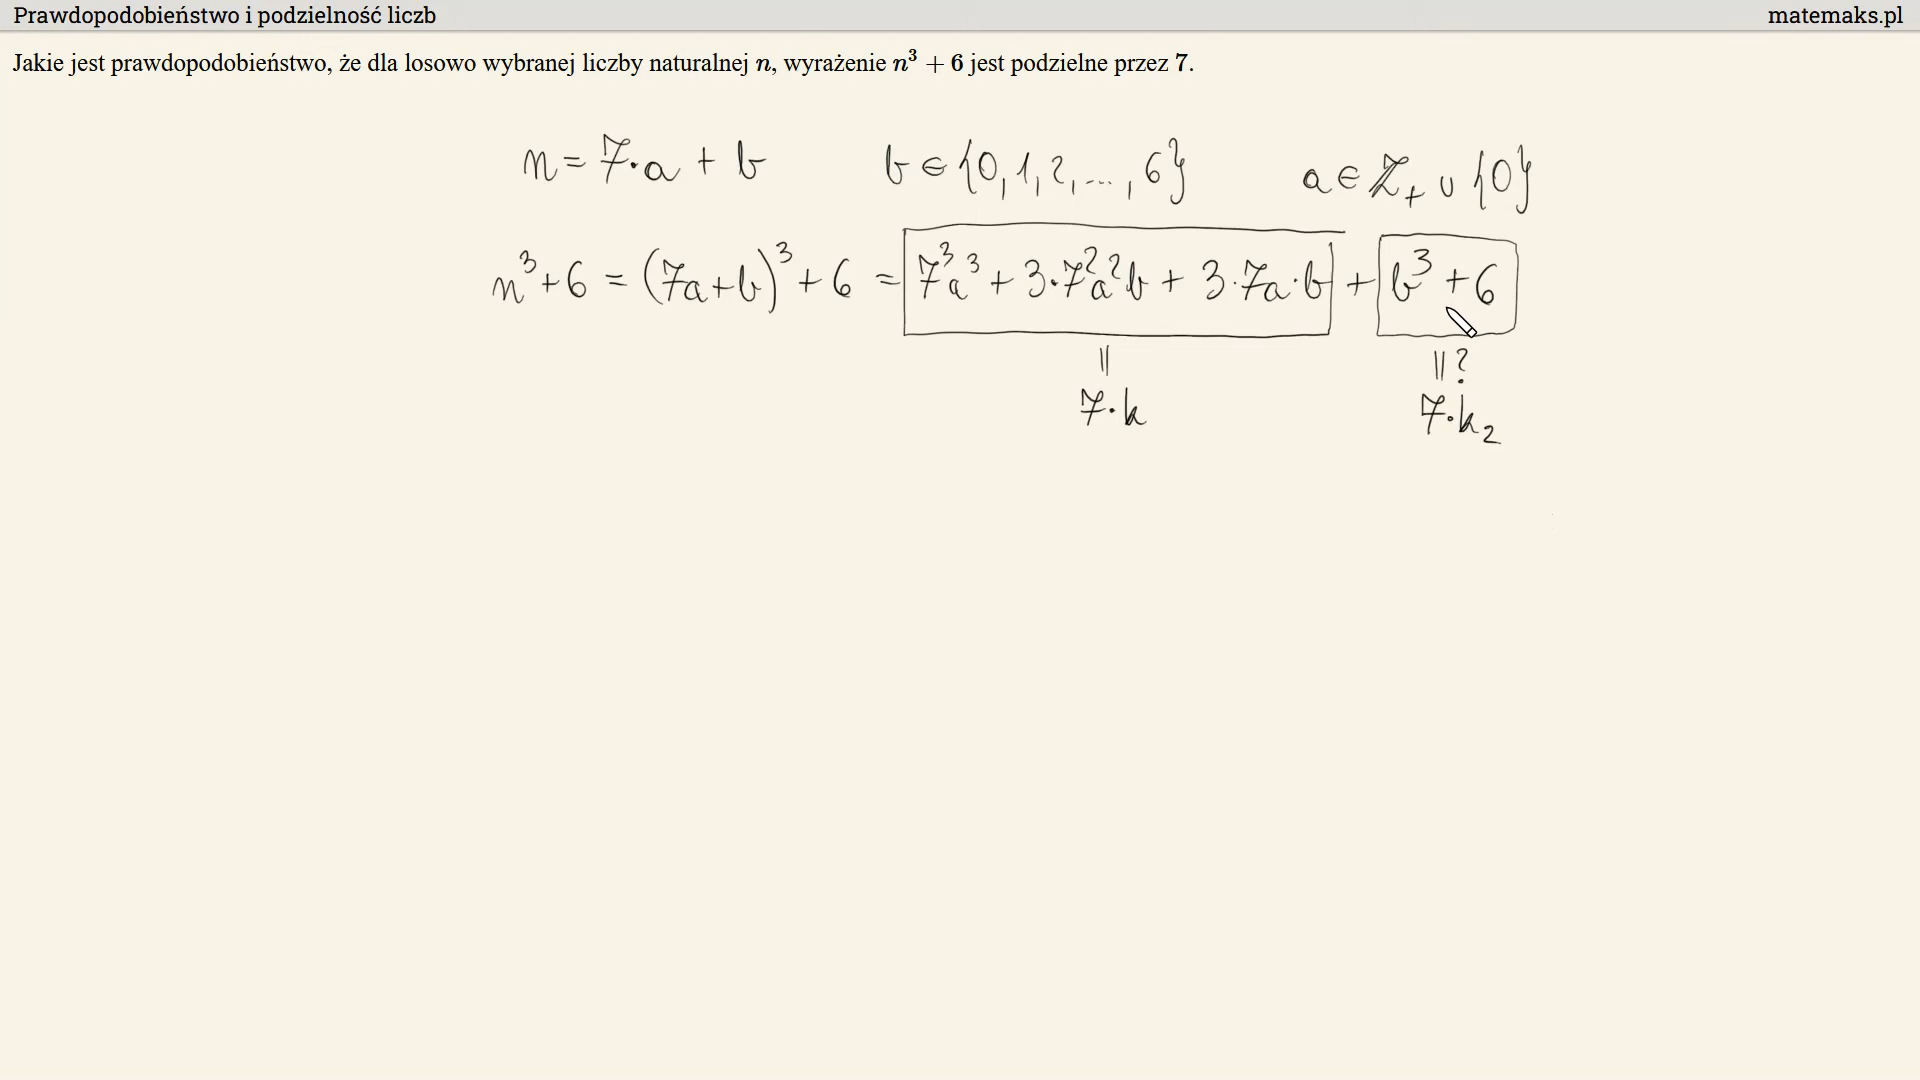 Prawdopodobieństwo i podzielność liczb matemaks.pl
Jakie jest prawdopodobieństwo, że dla losowo wybranej liczby naturalnej n, wyrażenie n³ + 6 jest podzielne przez 7.
n = 7·a + b b ∈ {0, 1, 2, ..., 6} a ∈ ℤ₊ ∪ {0}
n³+6 = (7a+b)³ + 6 = 7³a³ + 3·7²a²b + 3·7a·b + b³ + 6
|| || ?
7·k 7·k₂